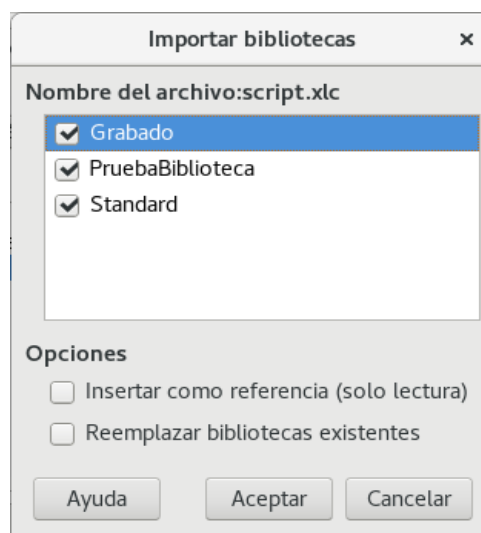 Importar bibliotecas ×
Nombre del archivo:script.xlc
Grabado
PruebaBiblioteca
Standard
Opciones
Insertar como referencia (solo lectura)
Reemplazar bibliotecas existentes
Ayuda Aceptar Cancelar